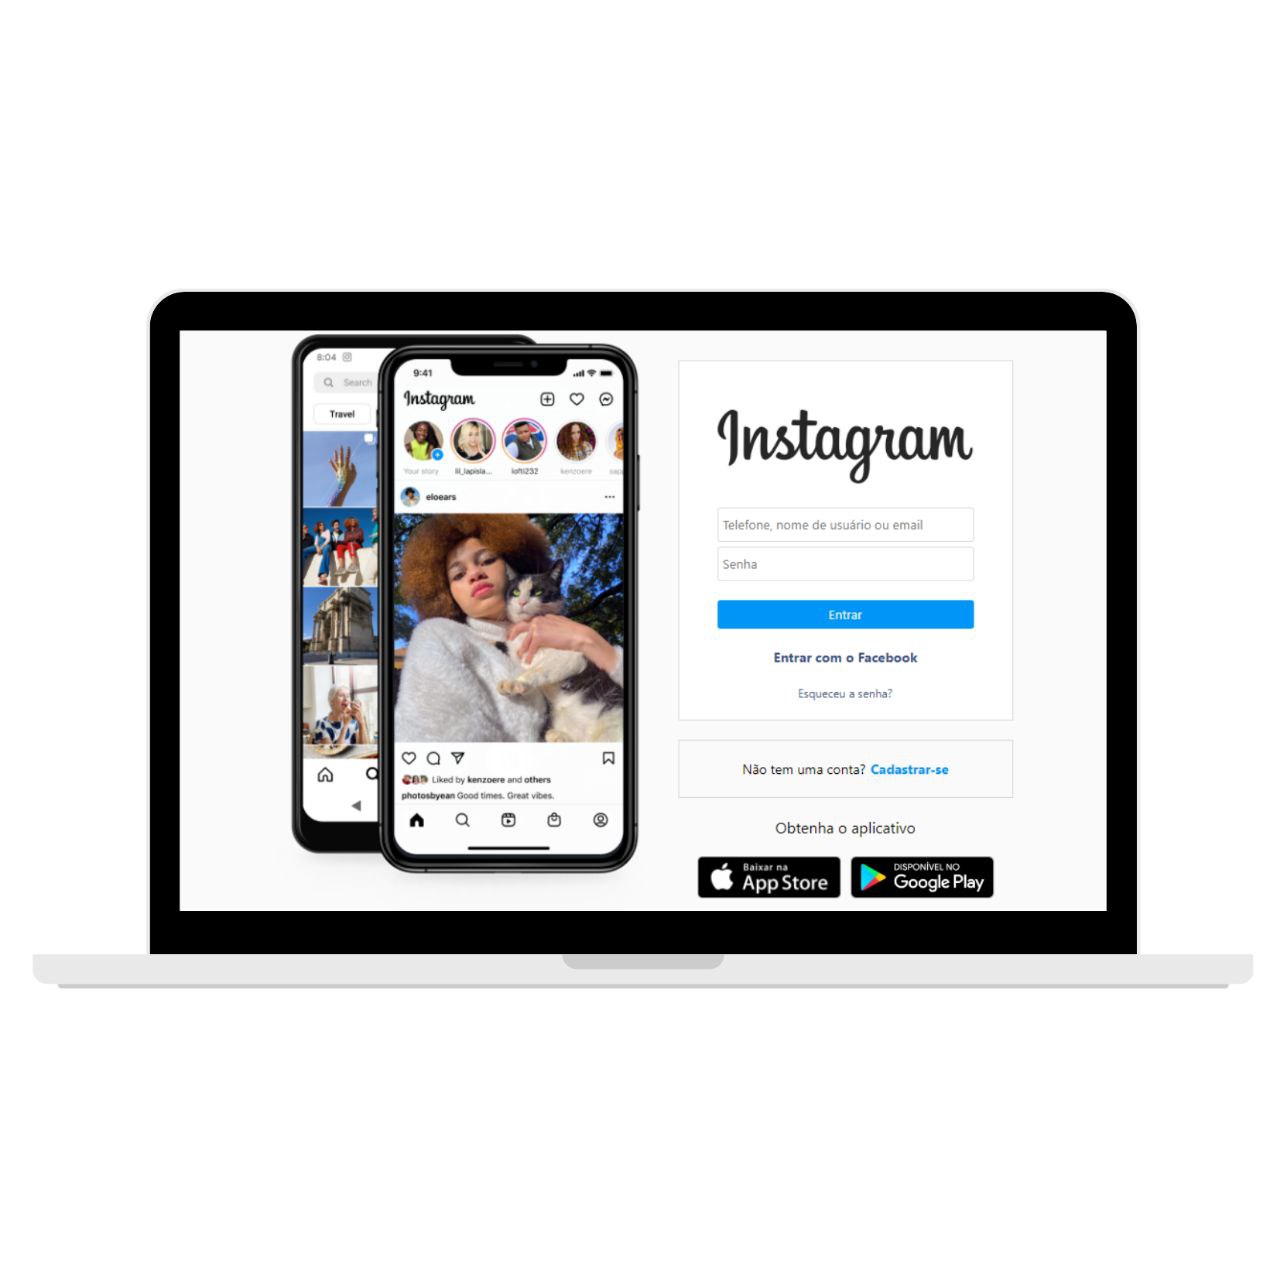 8:04
Search
Travel
9:41
Instagram
Your story
lil_lapisla...
lofti232
kenzoere
eloears
Liked by kenzoere and others
photosbyean Good times. Great vibes.
Instagram
Telefone, nome de usuário ou email
Senha
Entrar
Entrar com o Facebook
Esqueceu a senha?
Não tem uma conta? Cadastrar-se
Obtenha o aplicativo
Baixar na
App Store
DISPONÍVEL NO
Google Play